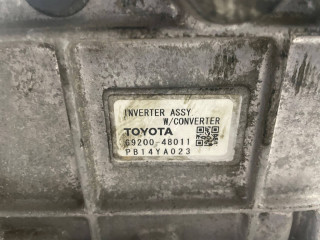 INVERTER ASSY
W/CONVERTER
TOYOTA
G9200-48011
PB14YA023